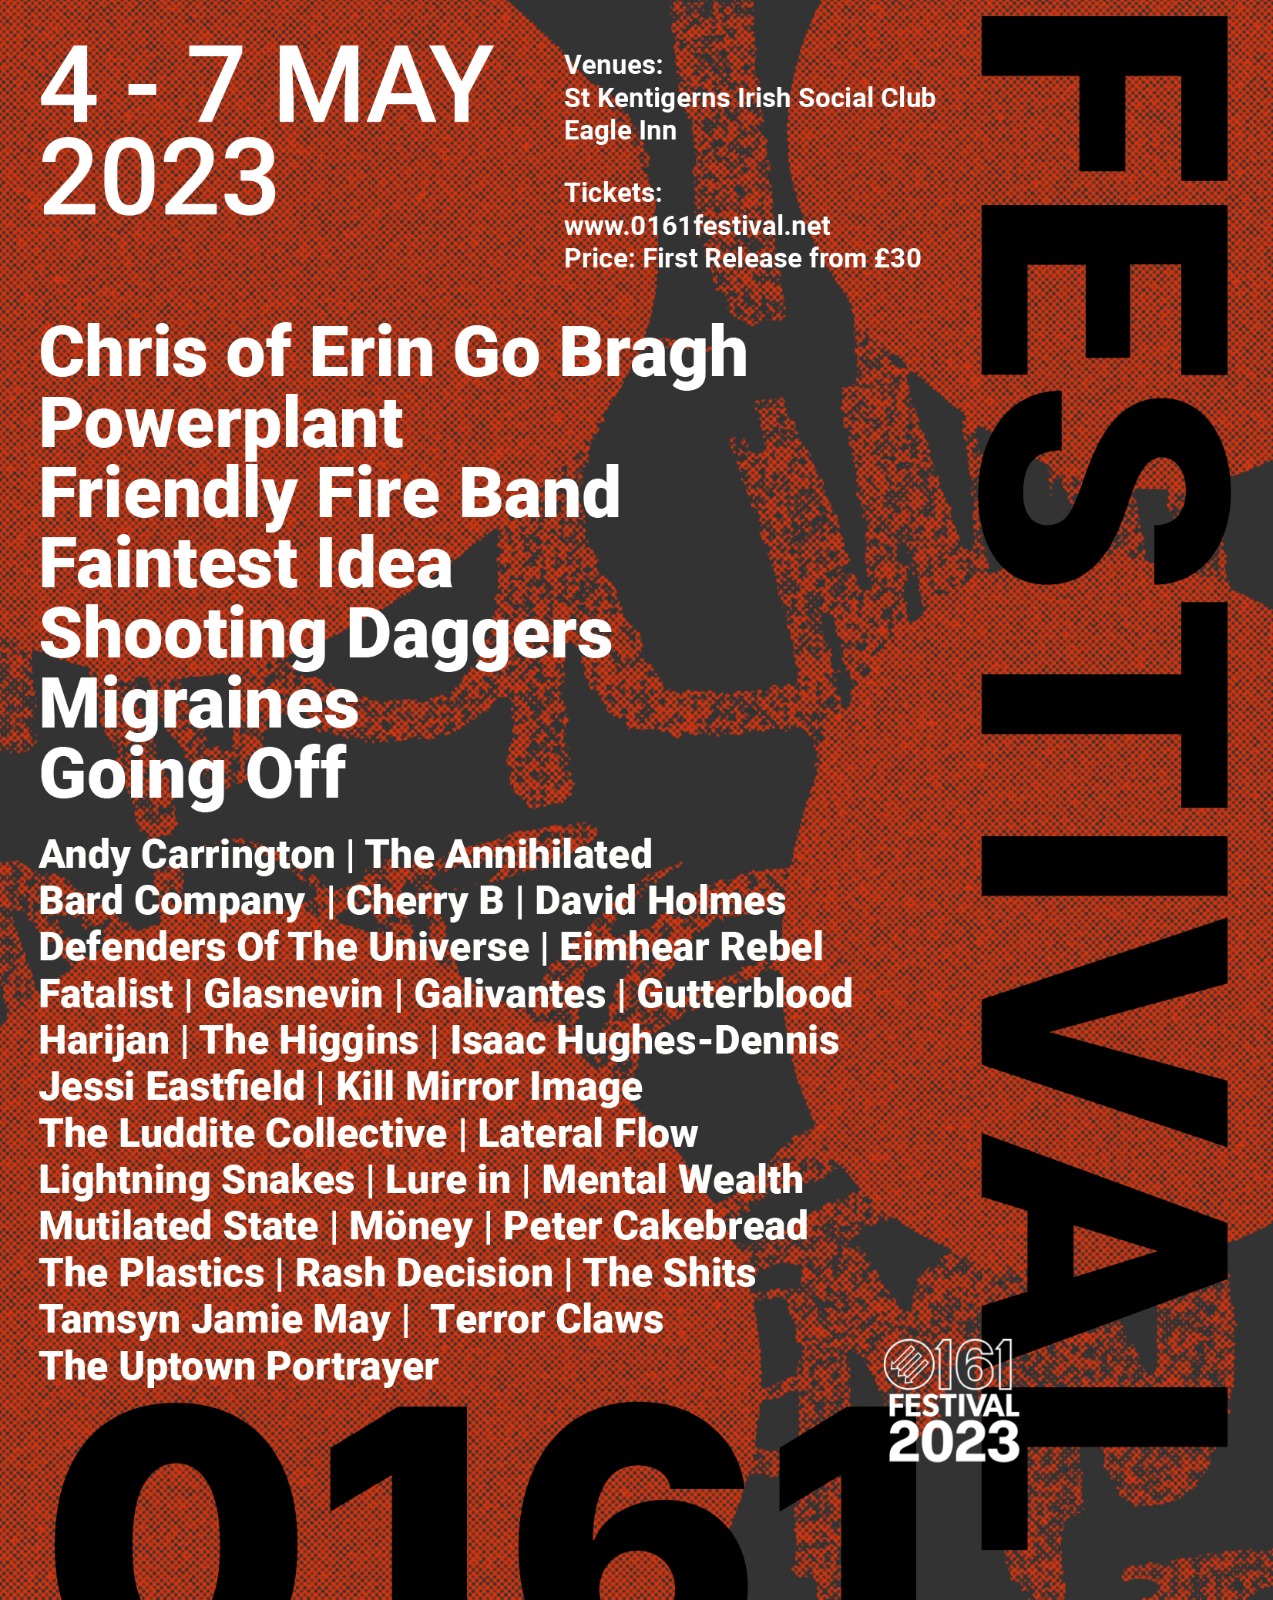 4 - 7 MAY
2023
Venues:
St Kentigerns Irish Social Club
Eagle Inn
Tickets:
www.0161festival.net
Price: First Release from £30
Chris of Erin Go Bragh
Powerplant
Friendly Fire Band
Faintest Idea
Shooting Daggers
Migraines
Going Off
Andy Carrington | The Annihilated
Bard Company | Cherry B | David Holmes
Defenders Of The Universe | Eimhear Rebel
Fatalist | Glasnevin | Galivantes | Gutterblood
Harijan | The Higgins | Isaac Hughes-Dennis
Jessi Eastfield | Kill Mirror Image
The Luddite Collective | Lateral Flow
Lightning Snakes | Lure in | Mental Wealth
Mutilated State | Möney | Peter Cakebread
The Plastics | Rash Decision | The Shits
Tamsyn Jamie May | Terror Claws
The Uptown Portrayer
0161
FESTIVAL
0161
FESTIVAL
2023